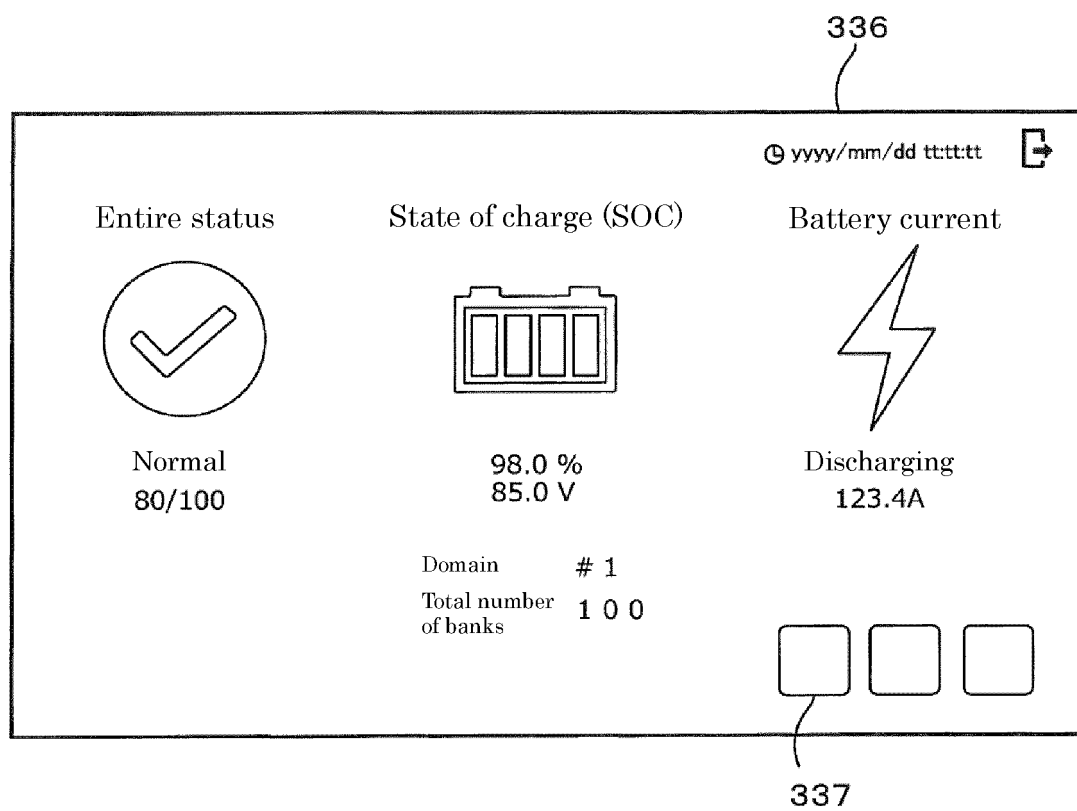 336
yyyy/mm/dd tt:tt:tt
Entire status
State of charge (SOC)
Battery current
Normal
80/100
98.0 %
85.0 V
Discharging
123.4A
Domain # 1
Total number of banks 1 0 0
337